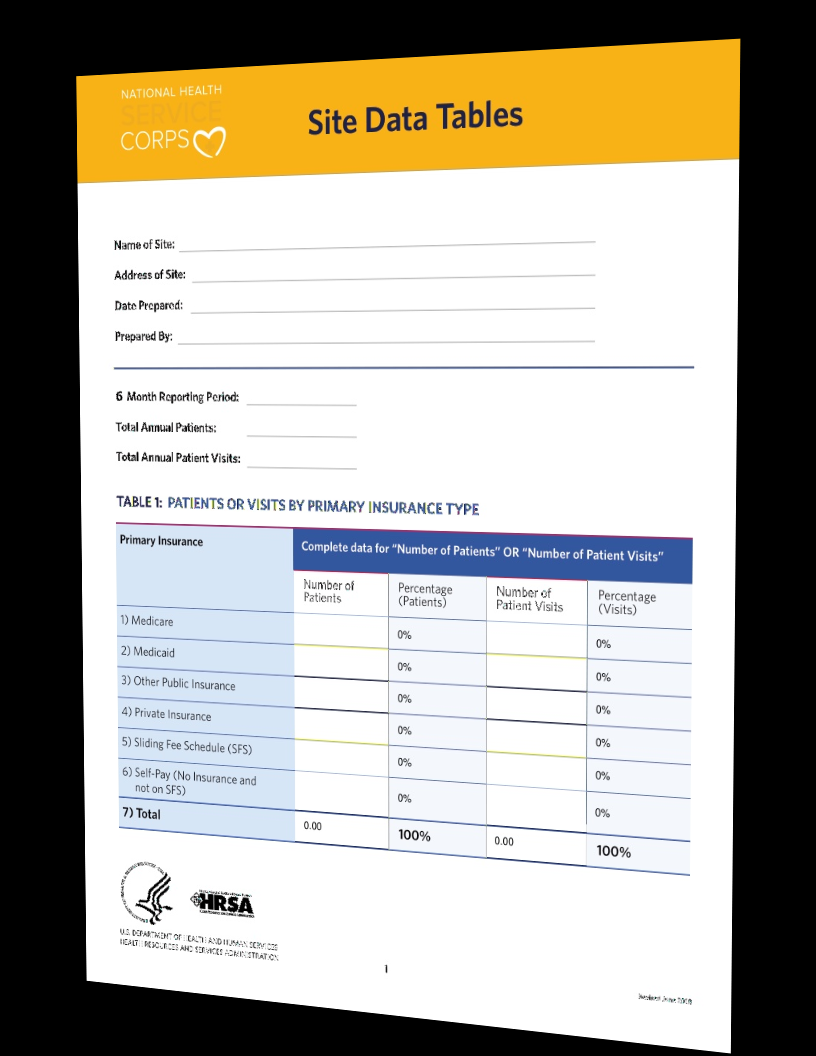 NATIONAL HEALTH
SERVICE
CORPS
Site Data Tables
Name of Site:
Address of Site:
Date Prepared:
Prepared By:
6 Month Reporting Period:
Total Annual Patients:
Total Annual Patient Visits:
TABLE 1: PATIENTS OR VISITS BY PRIMARY INSURANCE TYPE
Primary Insurance
Complete data for “Number of Patients” OR “Number of Patient Visits”
Number of
Patients
Percentage
(Patients)
Number of
Patient Visits
Percentage
(Visits)
1) Medicare
0%
0%
2) Medicaid
0%
0%
3) Other Public Insurance
0%
0%
4) Private Insurance
0%
0%
5) Sliding Fee Schedule (SFS)
0%
0%
6) Self-Pay (No Insurance and
not on SFS)
0%
0%
7) Total
0.00
100%
0.00
100%
HRSA
U.S. DEPARTMENT OF HEALTH AND HUMAN SERVICES
HEALTH RESOURCES AND SERVICES ADMINISTRATION
1
Revised June